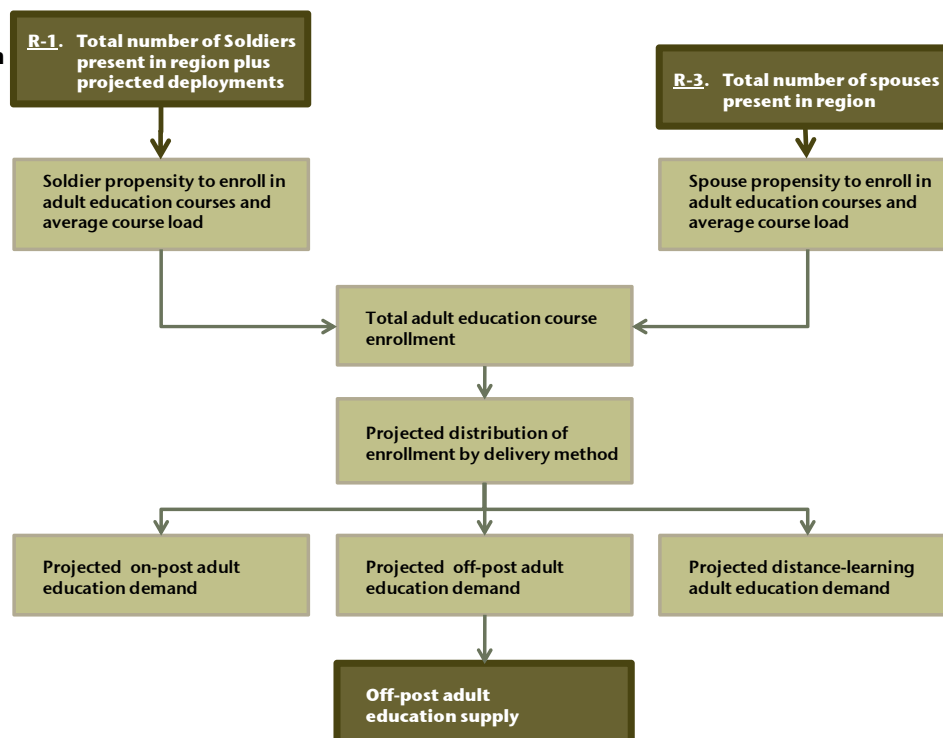 R-1. Total number of Soldiers
present in region plus
projected deployments
R-3. Total number of spouses
present in region
Soldier propensity to enroll in
adult education courses and
average course load
Spouse propensity to enroll in
adult education courses and
average course load
Total adult education course
enrollment
Projected distribution of
enrollment by delivery method
Projected on-post adult
education demand
Projected off-post adult
education demand
Projected distance-learning
adult education demand
Off-post adult
education supply